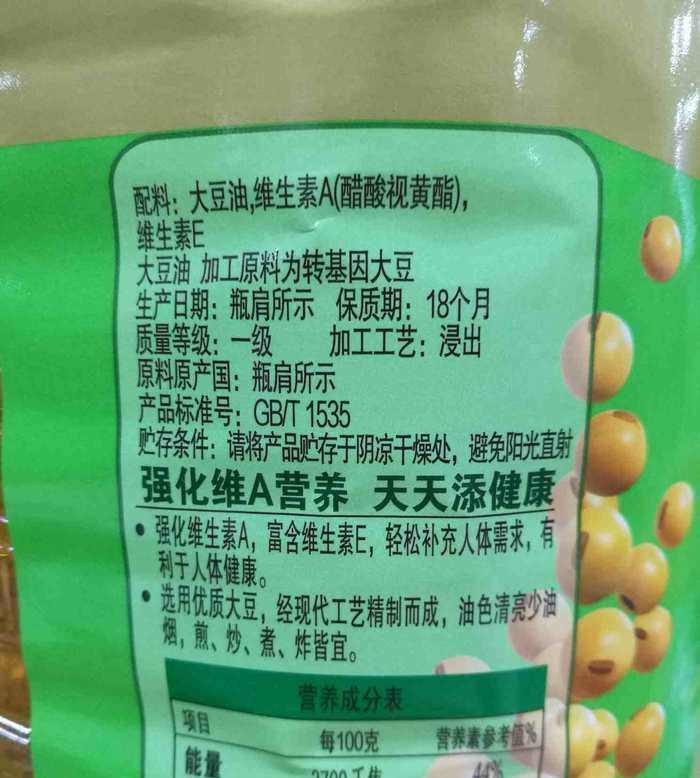 配料：大豆油,维生素A(醋酸视黄酯)，
维生素E
大豆油 加工原料为转基因大豆
生产日期：瓶肩所示 保质期：18个月
质量等级：一级 加工工艺：浸出
原料原产国：瓶肩所示
产品标准号：GB/T 1535
贮存条件：请将产品贮存于阴凉干燥处，避免阳光直射
强化维A营养 天天添健康
• 强化维生素A，富含维生素E，轻松补充人体需求，有
利于人体健康。
• 选用优质大豆，经现代工艺精制而成，油色清亮少油
烟，煎、炒、煮、炸皆宜。
营养成分表
项目 每100克 营养素参考值%
能量 3700千焦 44%